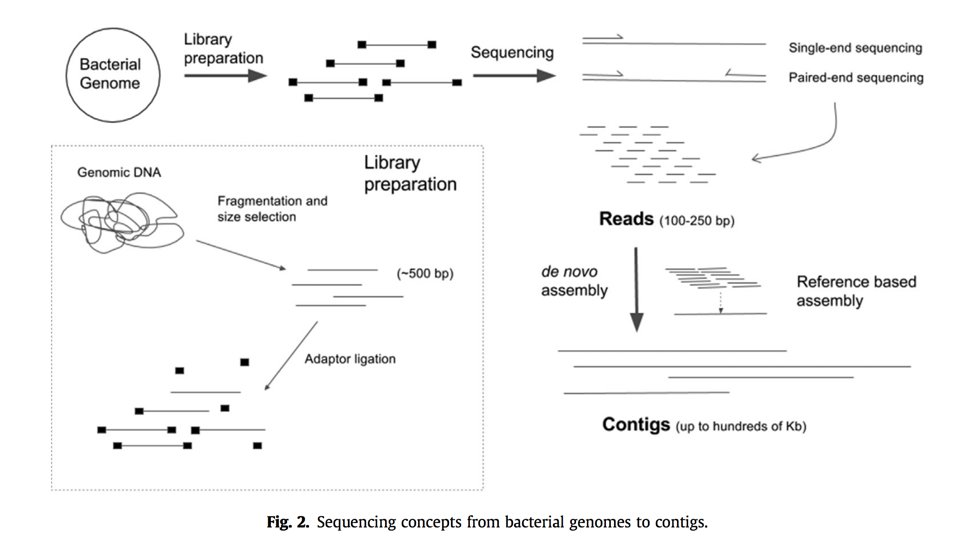 Bacterial
Genome
Library
preparation
Sequencing
Single-end sequencing
Paired-end sequencing
Library
preparation
Genomic DNA
Fragmentation and
size selection
(~500 bp)
Adaptor ligation
Reads (100-250 bp)
de novo
assembly
Reference based
assembly
Contigs (up to hundreds of Kb)
Fig. 2. Sequencing concepts from bacterial genomes to contigs.